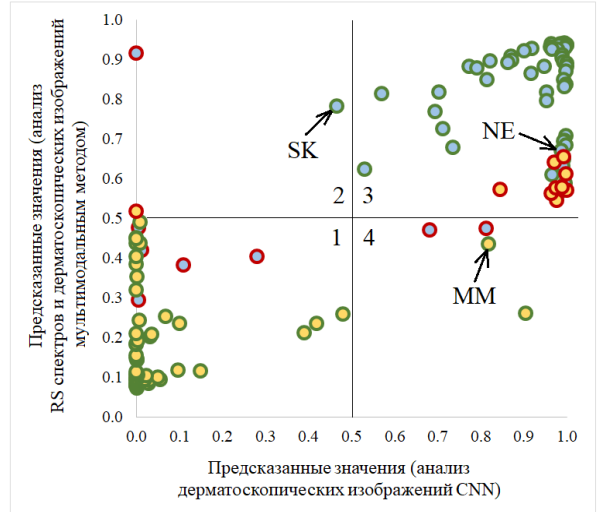 Предсказанные значения (анализ
RS спектров и дерматоскопических изображений
мультимодальным методом)
1.0
0.9
0.8
0.7
0.6
0.5
0.4
0.3
0.2
0.1
0.0
SK
NE
2 3
1 4
MM
0.0 0.1 0.2 0.3 0.4 0.5 0.6 0.7 0.8 0.9 1.0
Предсказанные значения (анализ
дерматоскопических изображений CNN)